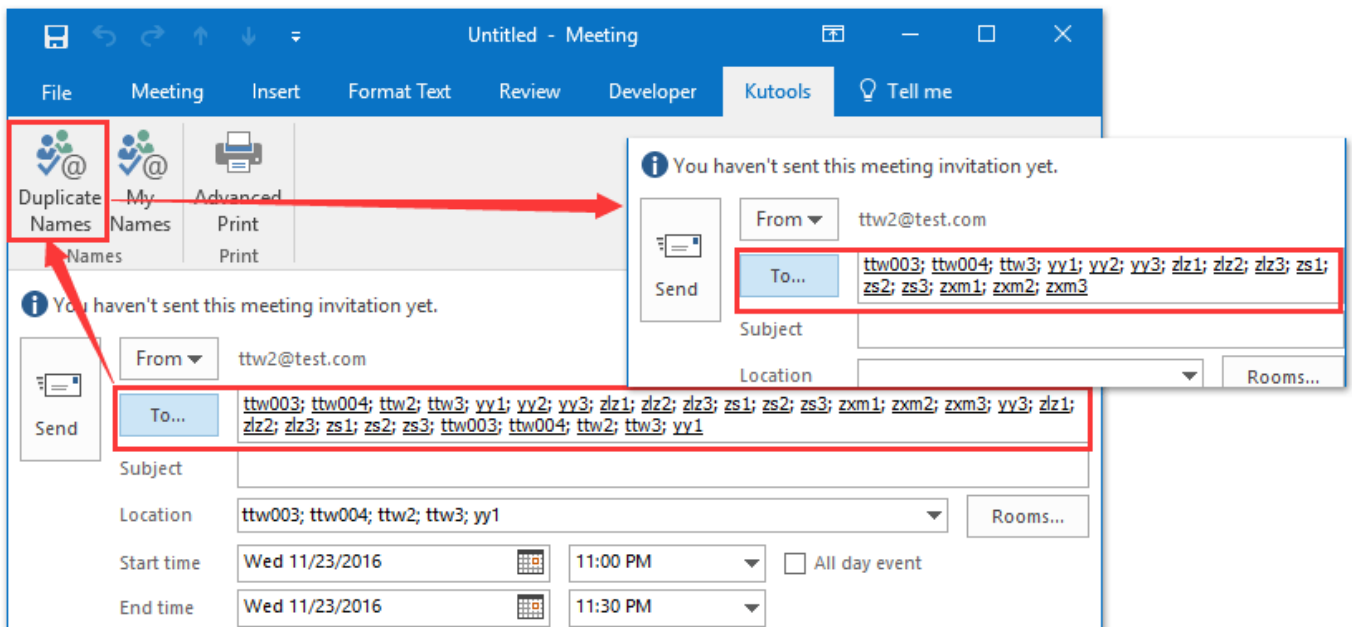 Untitled - Meeting
File Meeting Insert Format Text Review Developer Kutools Tell me
Duplicate My Advanced
Names Names Print
Names Print
You haven't sent this meeting invitation yet.
From ttw2@test.com
Send To... ttw003; ttw004; ttw3; yy1; yy2; yy3; zlz1; zlz2; zlz3; zs1;
zs2; zs3; zxm1; zxm2; zxm3
Subject
Location Rooms...
You haven't sent this meeting invitation yet.
From ttw2@test.com
Send To... ttw003; ttw004; ttw2; ttw3; yy1; yy2; yy3; zlz1; zlz2; zlz3; zs1; zs2; zs3; zxm1; zxm2; zxm3; yy3; zlz1;
zlz2; zlz3; zs1; zs2; zs3; ttw003; ttw004; ttw2; ttw3; yy1
Subject
Location ttw003; ttw004; ttw2; ttw3; yy1 Rooms...
Start time Wed 11/23/2016 11:00 PM All day event
End time Wed 11/23/2016 11:30 PM